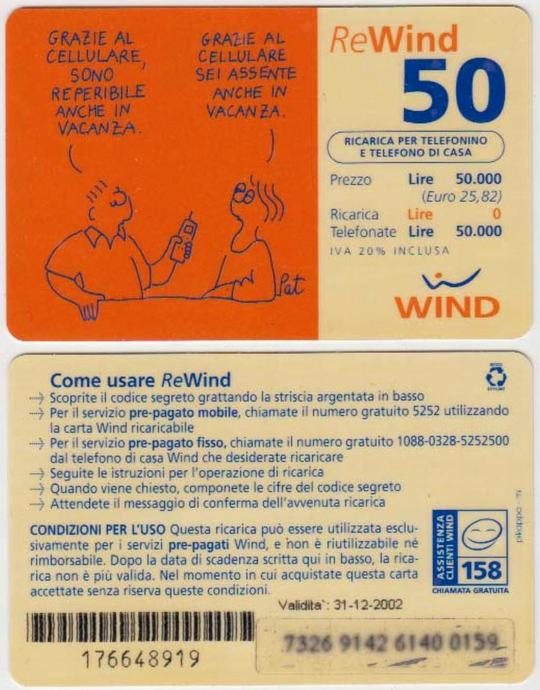 GRAZIE AL
CELLULARE,
SONO
REPERIBILE
ANCHE IN
VACANZA.
GRAZIE AL
CELLULARE
SEI ASSENTE
ANCHE IN
VACANZA.
Pat
ReWind
50
RICARICA PER TELEFONINO
E TELEFONO DI CASA
Prezzo Lire 50.000
(Euro 25,82)
Ricarica Lire 0
Telefonate Lire 50.000
IVA 20% INCLUSA
WIND
Come usare ReWind
→ Scoprite il codice segreto grattando la striscia argentata in basso
→ Per il servizio pre-pagato mobile, chiamate il numero gratuito 5252 utilizzando
la carta Wind ricaricabile
→ Per il servizio pre-pagato fisso, chiamate il numero gratuito 1088-0328-5252500
dal telefono di casa Wind che desiderate ricaricare
→ Seguite le istruzioni per l'operazione di ricarica
→ Quando viene chiesto, componete le cifre del codice segreto
→ Attendete il messaggio di conferma dell'avvenuta ricarica
CONDIZIONI PER L'USO Questa ricarica può essere utilizzata esclu-
sivamente per i servizi pre-pagati Wind, e non è riutilizzabile né
rimborsabile. Dopo la data di scadenza scritta qui in basso, la rica-
rica non è più valida. Nel momento in cui acquistate questa carta
accettate senza riserva queste condizioni.
ASSISTENZA
CLIENTI WIND
158
CHIAMATA GRATUITA
Validita`: 31-12-2002
176648919
7326 9142 6140 0159